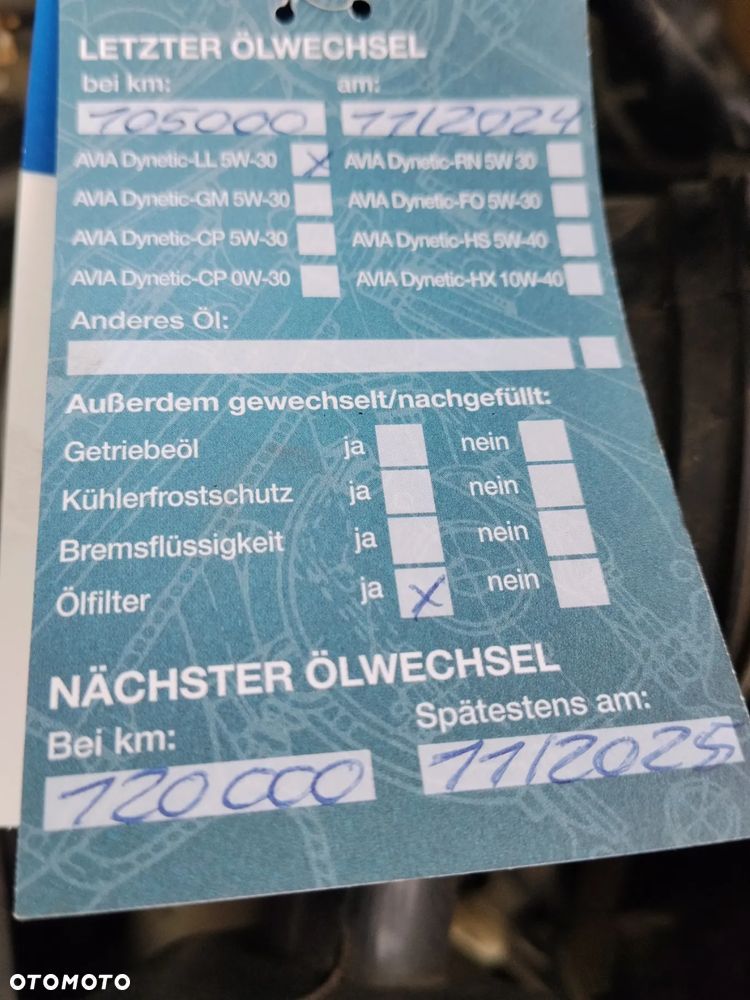 LETZTER ÖLWECHSEL
bei km: am:
105000 11/2024
AVIA Dynetic-LL 5W-30 X AVIA Dynetic-RN 5W 30
AVIA Dynetic-GM 5W-30 AVIA Dynetic-FO 5W-30
AVIA Dynetic-CP 5W-30 AVIA Dynetic-HS 5W-40
AVIA Dynetic-CP 0W-30 AVIA Dynetic-HX 10W-40
Anderes Öl:
Außerdem gewechselt/nachgefüllt:
Getriebeöl ja nein
Kühlerfrostschutz ja nein
Bremsflüssigkeit ja nein
Ölfilter ja X nein
NÄCHSTER ÖLWECHSEL
Bei km: Spätestens am:
120000 11/2025
OTOMOTO